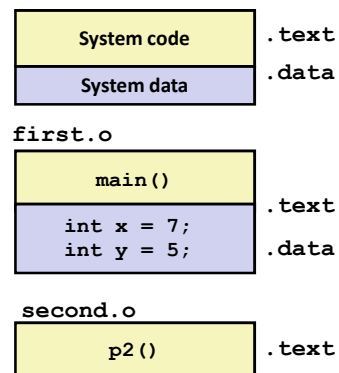 System code .text
System data .data
first.o
main()
.text
int x = 7;
int y = 5; .data
second.o
p2() .text